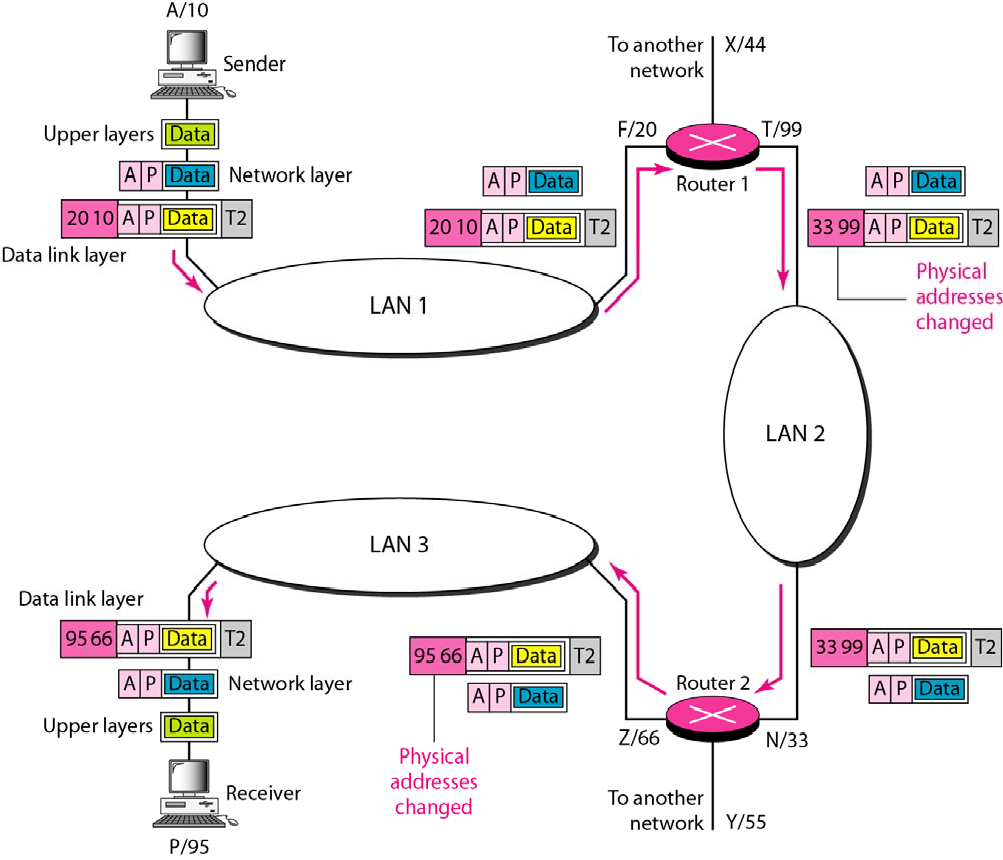 A/10
Sender
To another
network
X/44
Upper layers
Data
F/20
T/99
A P Data
Network layer
Router 1
A P Data
A P Data
20 10 A P Data T2
20 10 A P Data T2
33 99 A P Data T2
Data link layer
Physical
addresses
changed
LAN 1
LAN 2
LAN 3
Data link layer
95 66 A P Data T2
95 66 A P Data T2
33 99 A P Data T2
A P Data
Network layer
A P Data
Router 2
A P Data
Upper layers
Data
Z/66
N/33
Physical
addresses
changed
Receiver
To another
network
Y/55
P/95